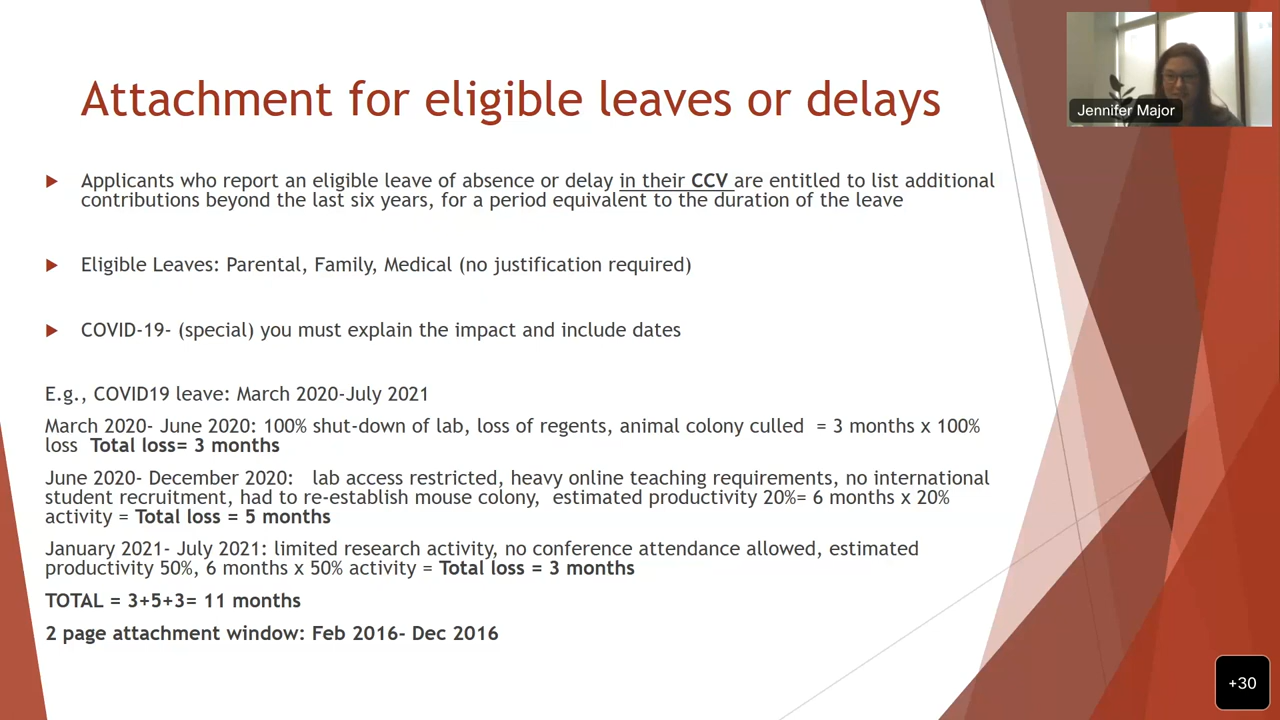 Attachment for eligible leaves or delays
Jennifer Major
Applicants who report an eligible leave of absence or delay in their CCV are entitled to list additional
contributions beyond the last six years, for a period equivalent to the duration of the leave
Eligible Leaves: Parental, Family, Medical (no justification required)
COVID-19- (special) you must explain the impact and include dates
E.g., COVID19 leave: March 2020-July 2021
March 2020- June 2020: 100% shut-down of lab, loss of regents, animal colony culled = 3 months x 100%
loss Total loss= 3 months
June 2020- December 2020: lab access restricted, heavy online teaching requirements, no international
student recruitment, had to re-establish mouse colony, estimated productivity 20%= 6 months x 20%
activity = Total loss = 5 months
January 2021- July 2021: limited research activity, no conference attendance allowed, estimated
productivity 50%, 6 months x 50% activity = Total loss = 3 months
TOTAL = 3+5+3= 11 months
2 page attachment window: Feb 2016- Dec 2016
+30